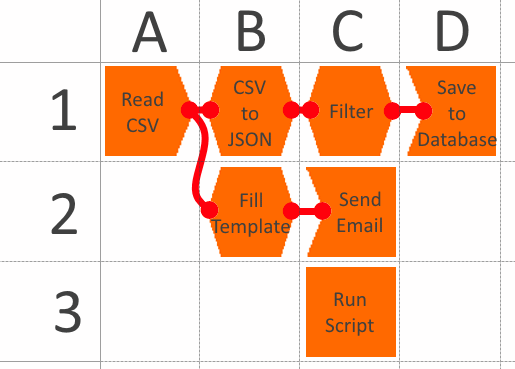 A B C D
1
Read
CSV
CSV
to
JSON
Filter
Save
to
Database
2
Fill
Template
Send
Email
3
Run
Script